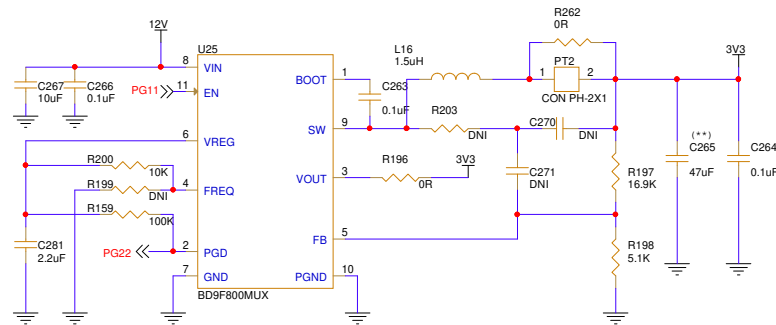 12V
U25
R262
0R
3V3
L16
1.5uH
PT2
1
2
CON PH-2X1
8
VIN
BOOT
1
C267
10uF
C266
0.1uF
PG11
11
EN
C263
0.1uF
R203
DNI
C270
DNI
SW
9
(**)
C265
47uF
C264
0.1uF
6
VREG
R200
10K
R199
DNI
4
FREQ
VOUT
3
R196
0R
3V3
C271
DNI
R197
16.9K
R159
100K
PG22
2
PGD
FB
5
C281
2.2uF
R198
5.1K
7
GND
PGND
10
BD9F800MUX